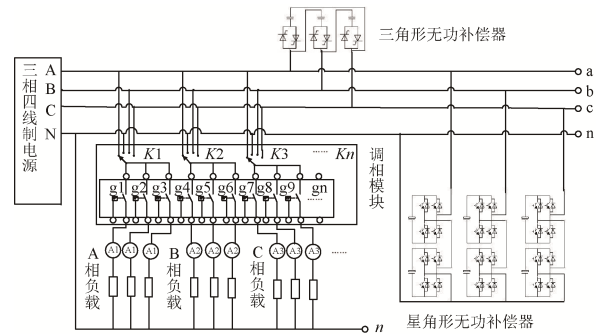 三角形无功补偿器
三相四线制电源
A
B
C
N
a
b
c
n
K1 K2 K3 …… Kn
调相模块
g1 g2 g3 g4 g5 g6 g7 g8 g9 gn
……
A1 A1 A1 A2 A2 A2 A3 A3 A3 ……
A相负载
B相负载
C相负载
n
星角形无功补偿器